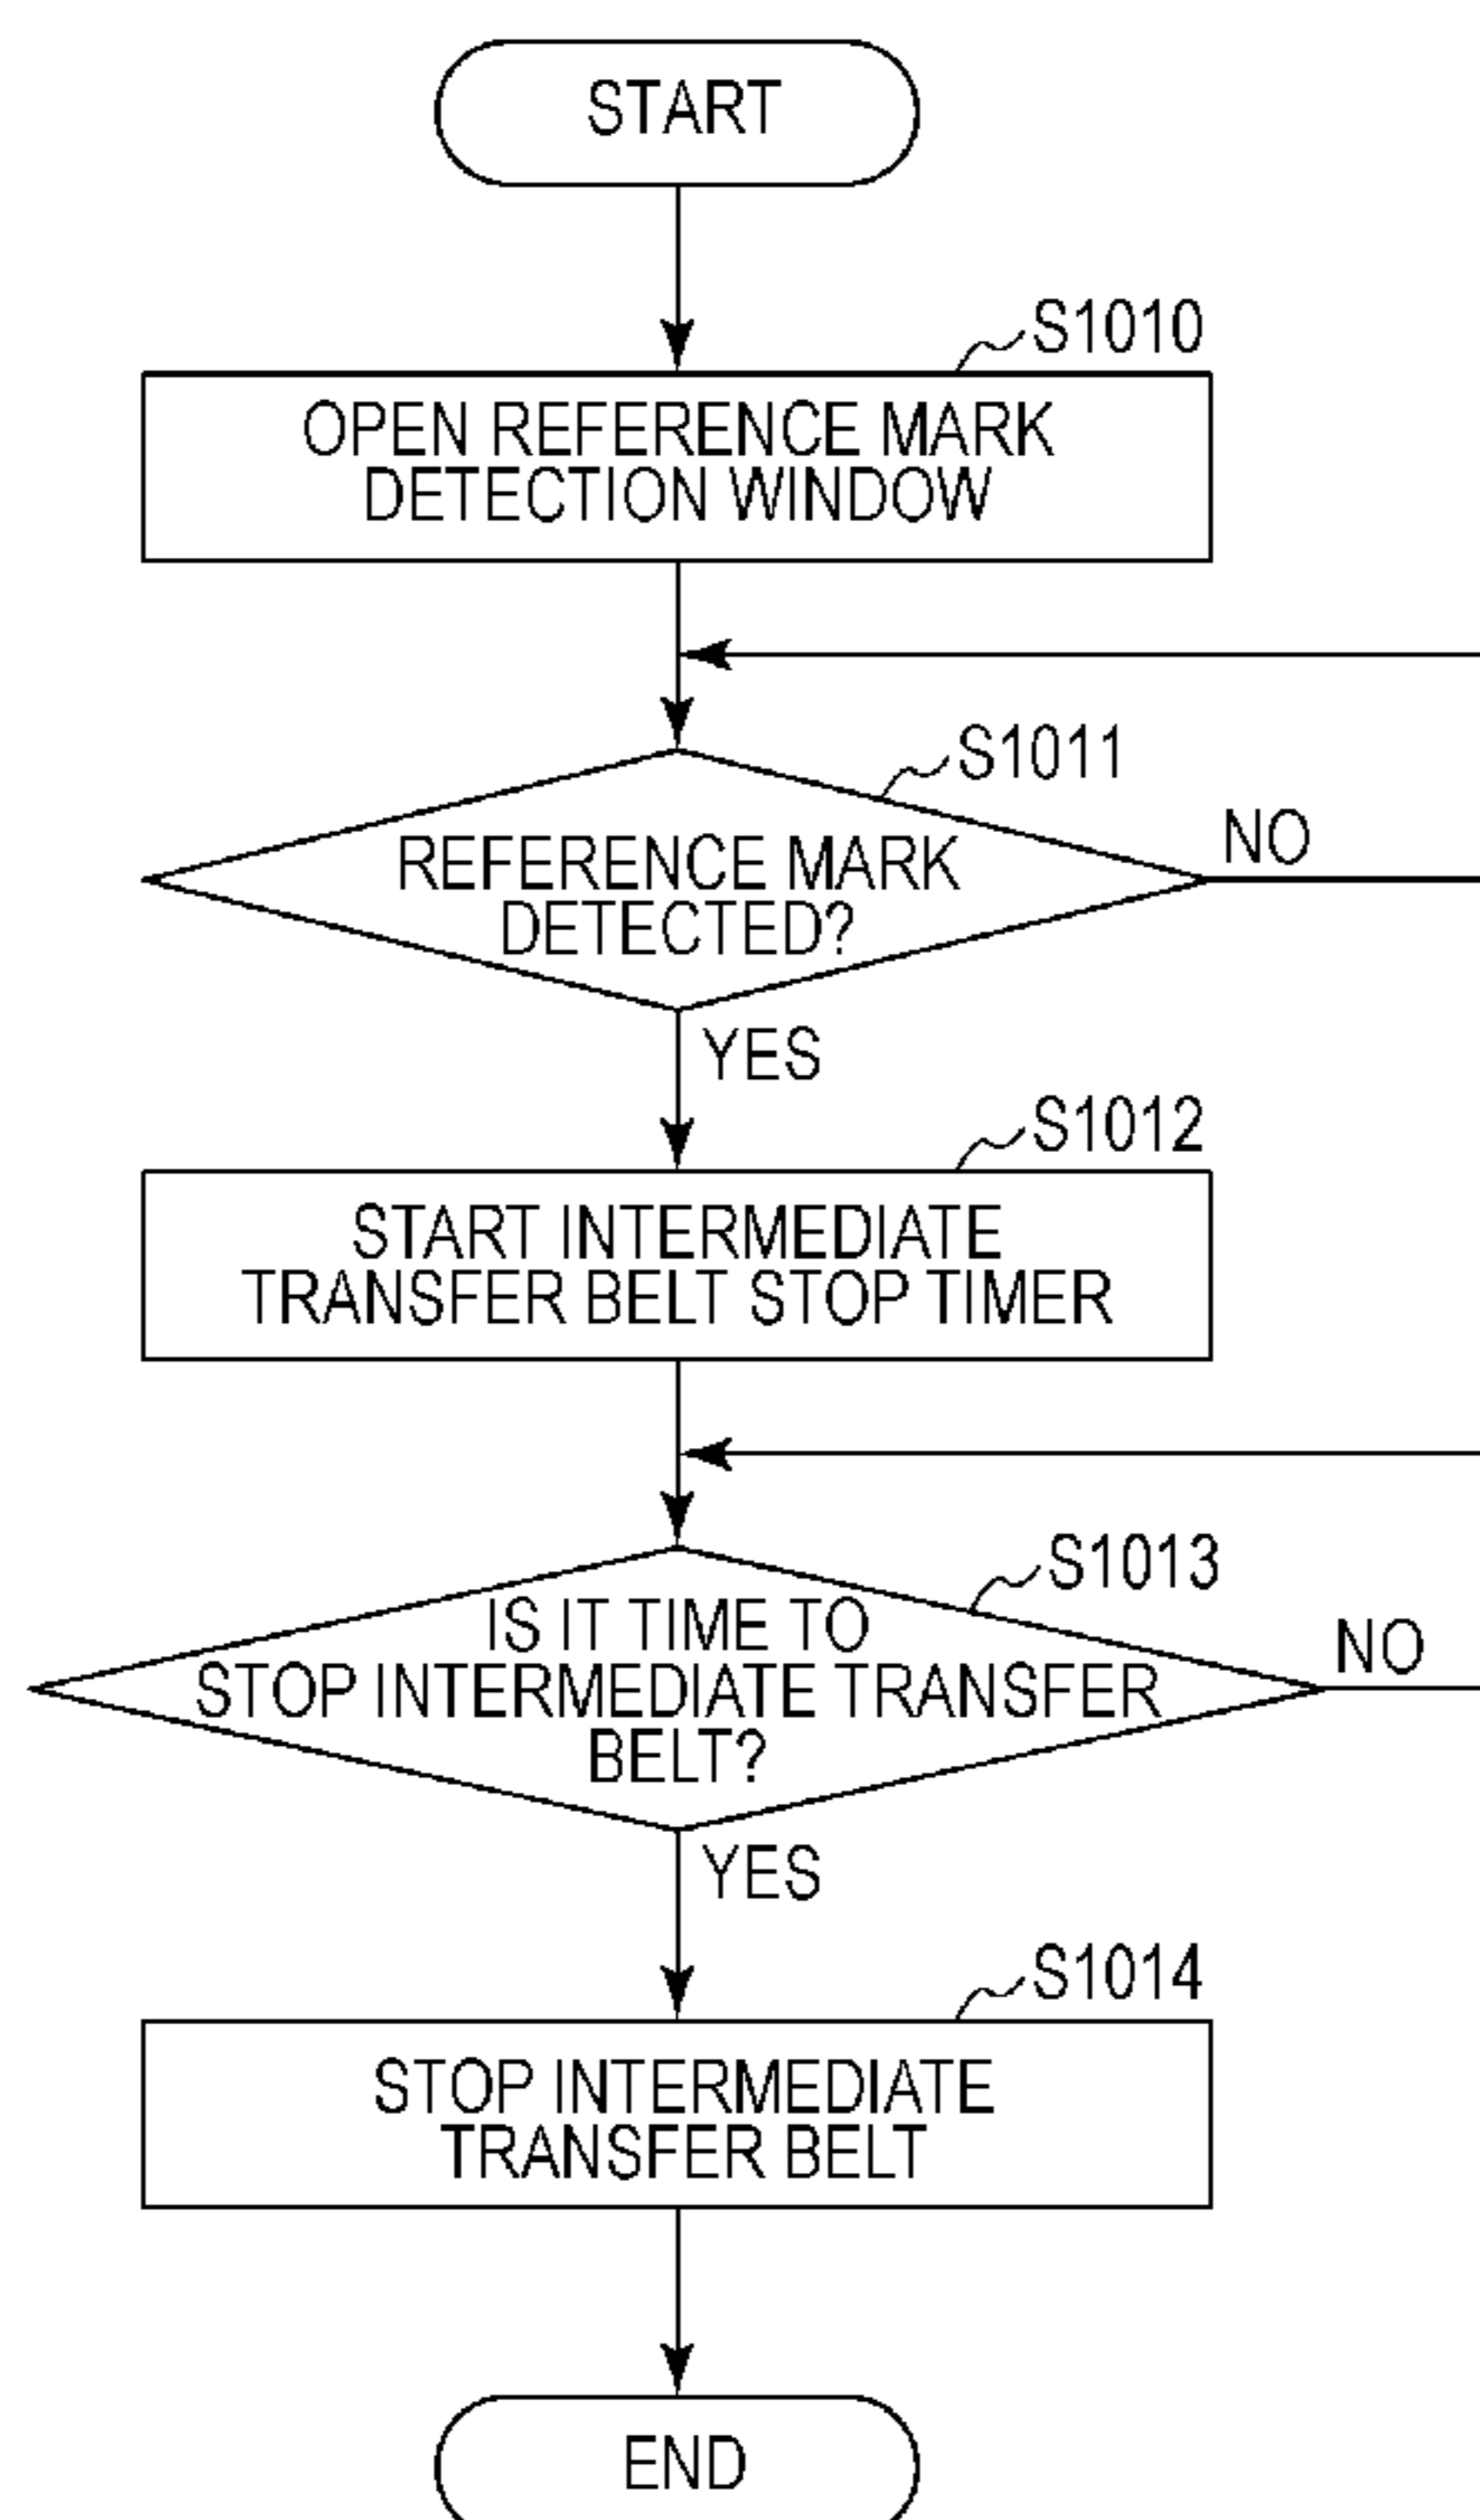 START
S1010
OPEN REFERENCE MARK
DETECTION WINDOW
S1011
REFERENCE MARK
DETECTED?
NO
YES
S1012
START INTERMEDIATE
TRANSFER BELT STOP TIMER
S1013
IS IT TIME TO
STOP INTERMEDIATE TRANSFER
BELT?
NO
YES
S1014
STOP INTERMEDIATE
TRANSFER BELT
END